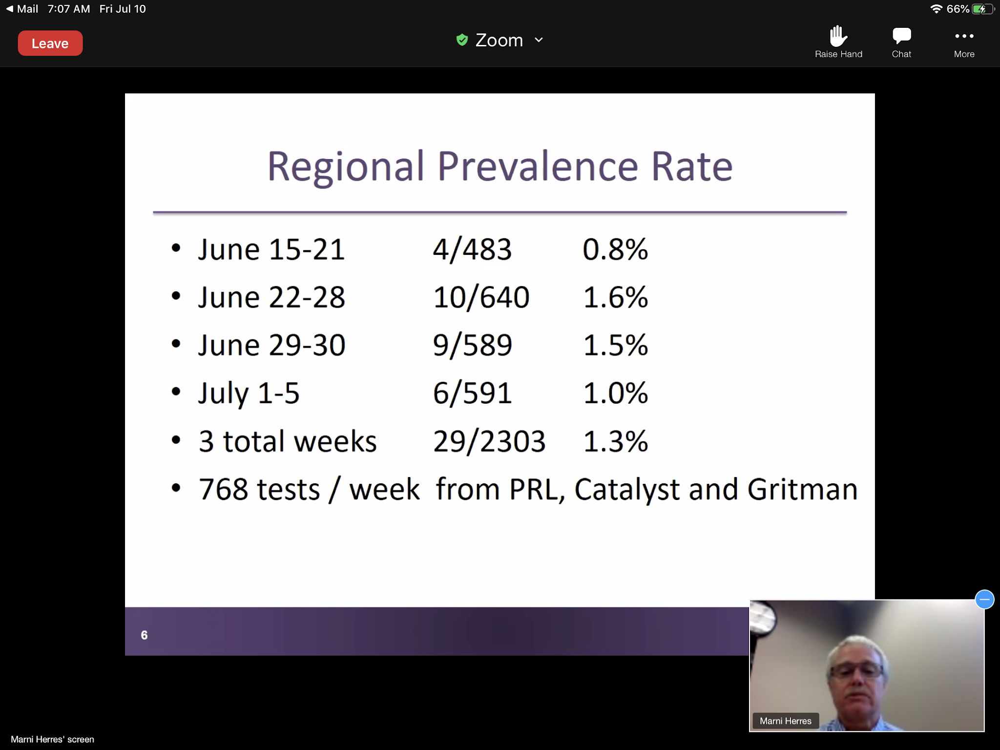 Mail 7:07 AM Fri Jul 10 66%
Leave
Zoom
Raise Hand
Chat
More
Regional Prevalence Rate
• June 15-21 4/483 0.8%
• June 22-28 10/640 1.6%
• June 29-30 9/589 1.5%
• July 1-5 6/591 1.0%
• 3 total weeks 29/2303 1.3%
• 768 tests / week from PRL, Catalyst and Gritman
6
Marni Herres
Marni Herres' screen